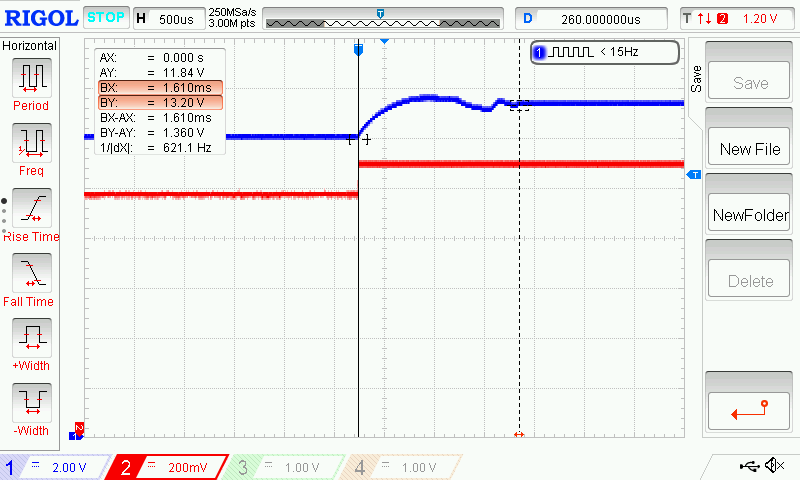 RIGOL STOP H 500us 250MSa/s 3.00M pts T D 260.000000us T 2 1.20 V
Horizontal
Period
Freq
Rise Time
Fall Time
+Width
-Width
AX: = 0.000 s
AY: = 11.84 V
BX: = 1.610ms
BY: = 13.20 V
BX-AX: = 1.610ms
BY-AY: = 1.360 V
1/|dX|: = 621.1 Hz
1 < 15Hz
T
2
1
Save
Save
New File
NewFolder
Delete
1 = 2.00 V 2 = 200mV 3 = 1.00 V 4 = 1.00 V